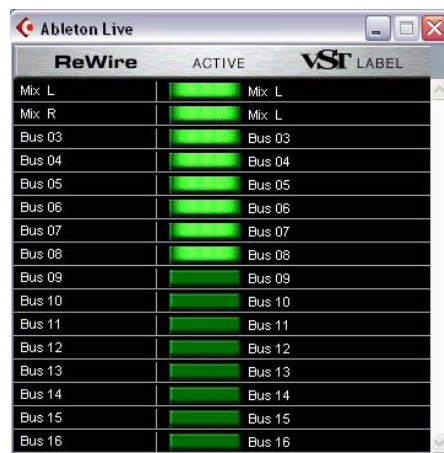 Ableton Live
ReWire ACTIVE VST LABEL
Mix L Mix L
Mix R Mix L
Bus 03 Bus 03
Bus 04 Bus 04
Bus 05 Bus 05
Bus 06 Bus 06
Bus 07 Bus 07
Bus 08 Bus 08
Bus 09 Bus 09
Bus 10 Bus 10
Bus 11 Bus 11
Bus 12 Bus 12
Bus 13 Bus 13
Bus 14 Bus 14
Bus 15 Bus 15
Bus 16 Bus 16